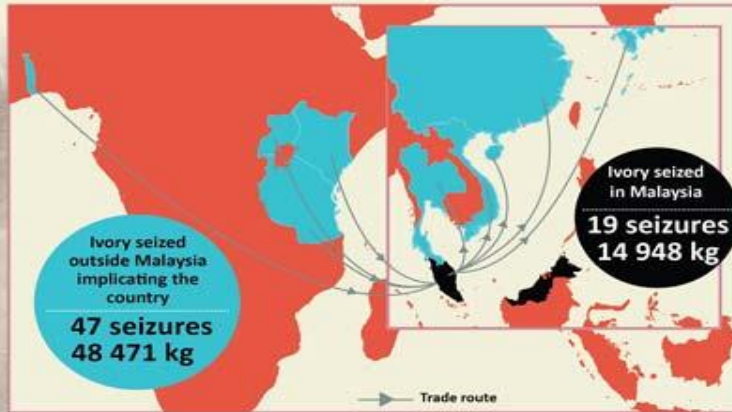 Ivory seized
outside Malaysia
implicating the
country
47 seizures
48 471 kg
Ivory seized
in Malaysia
19 seizures
14 948 kg
Trade route